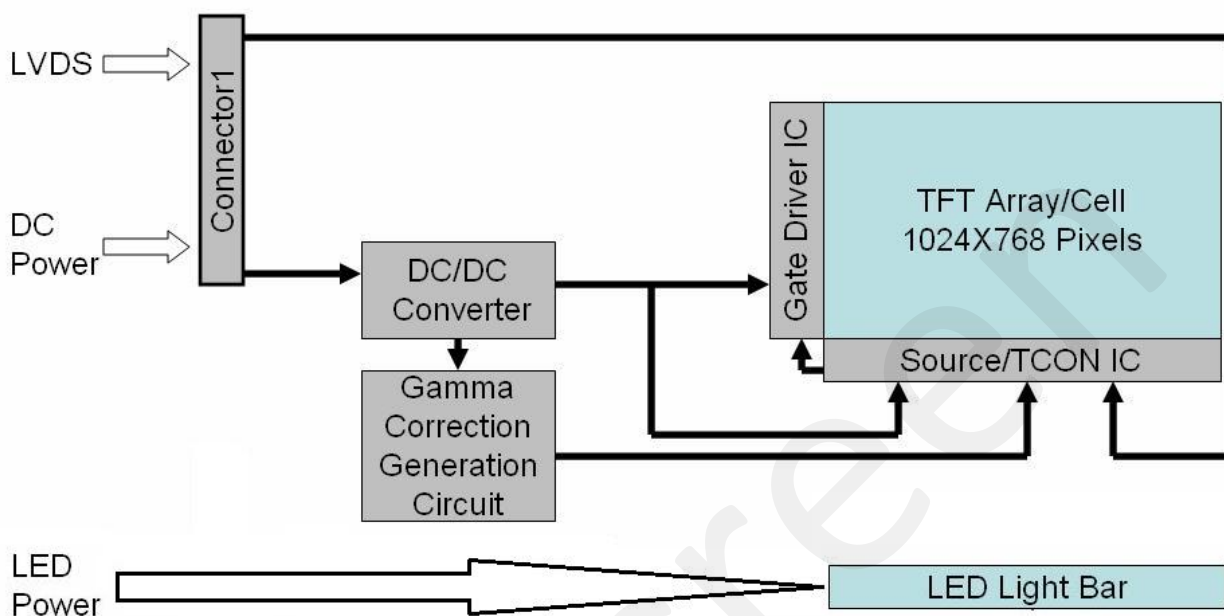 LVDS
Connector1
DC
Power
DC/DC
Converter
Gamma
Correction
Generation
Circuit
Gate Driver IC
TFT Array/Cell
1024X768 Pixels
Source/TCON IC
LED
Power
LED Light Bar